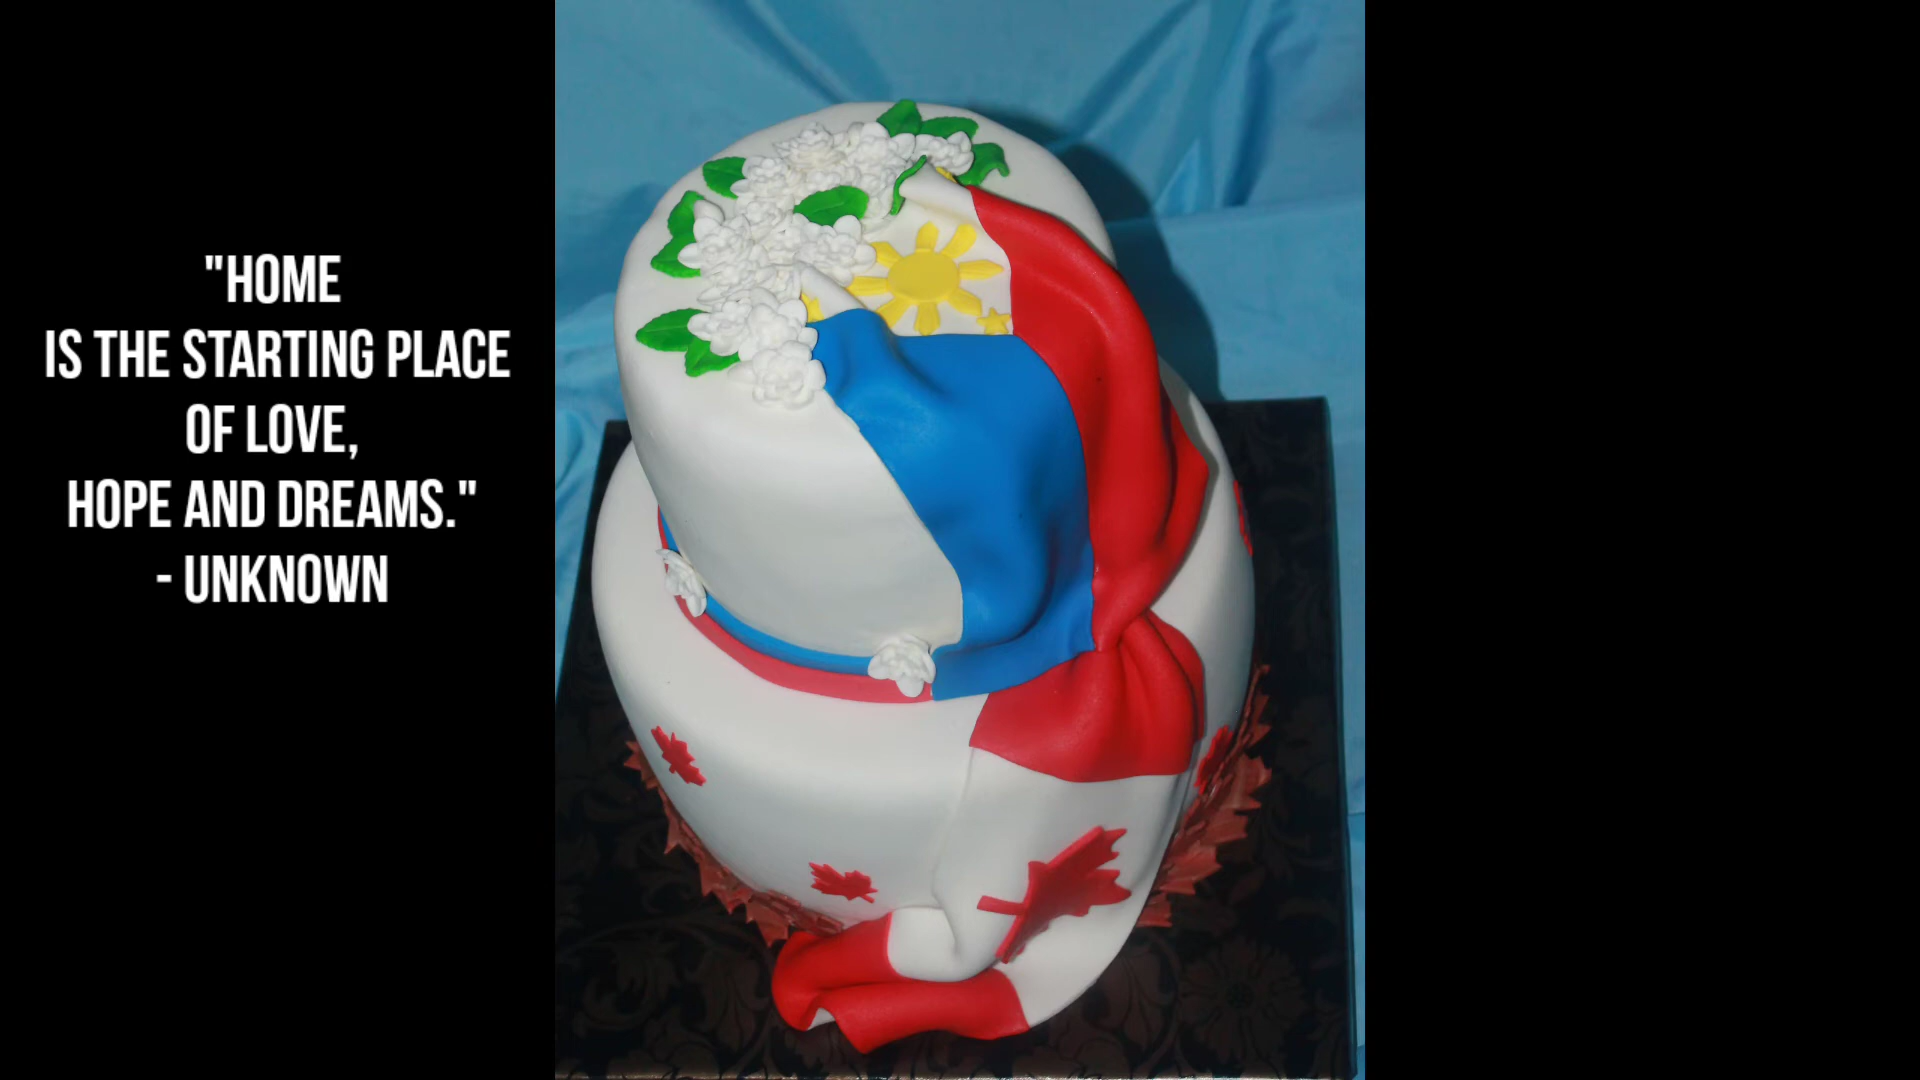 "HOME
IS THE STARTING PLACE
OF LOVE,
HOPE AND DREAMS."
- UNKNOWN